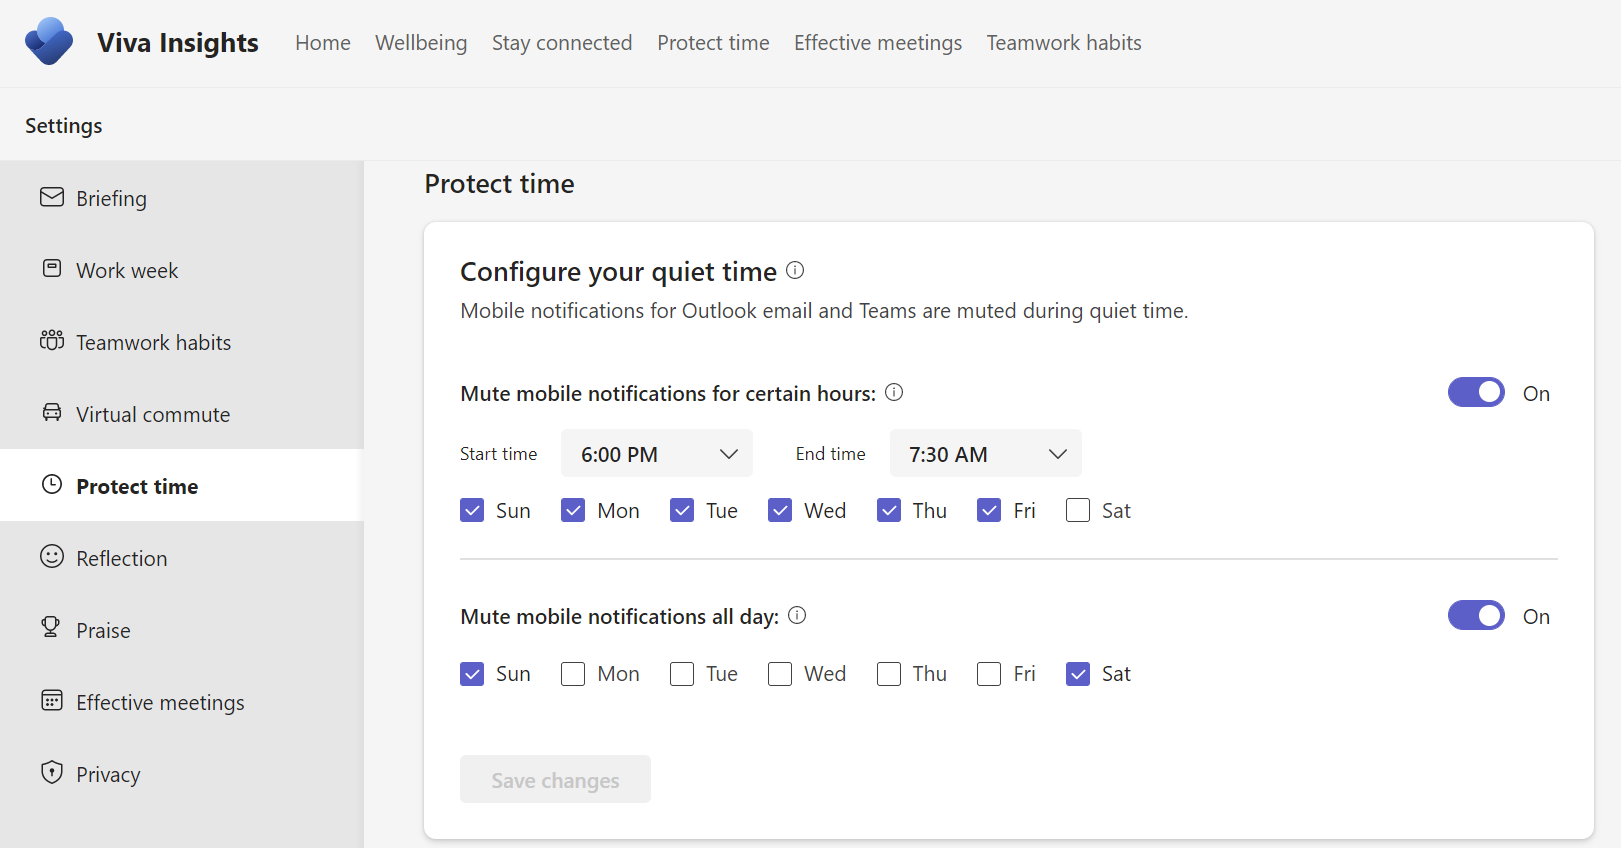 Viva Insights Home Wellbeing Stay connected Protect time Effective meetings Teamwork habits
Settings
Briefing
Work week
Teamwork habits
Virtual commute
Protect time
Reflection
Praise
Effective meetings
Privacy
Protect time
Configure your quiet time
Mobile notifications for Outlook email and Teams are muted during quiet time.
Mute mobile notifications for certain hours: On
Start time 6:00 PM End time 7:30 AM
Sun Mon Tue Wed Thu Fri Sat
Mute mobile notifications all day: On
Sun Mon Tue Wed Thu Fri Sat
Save changes